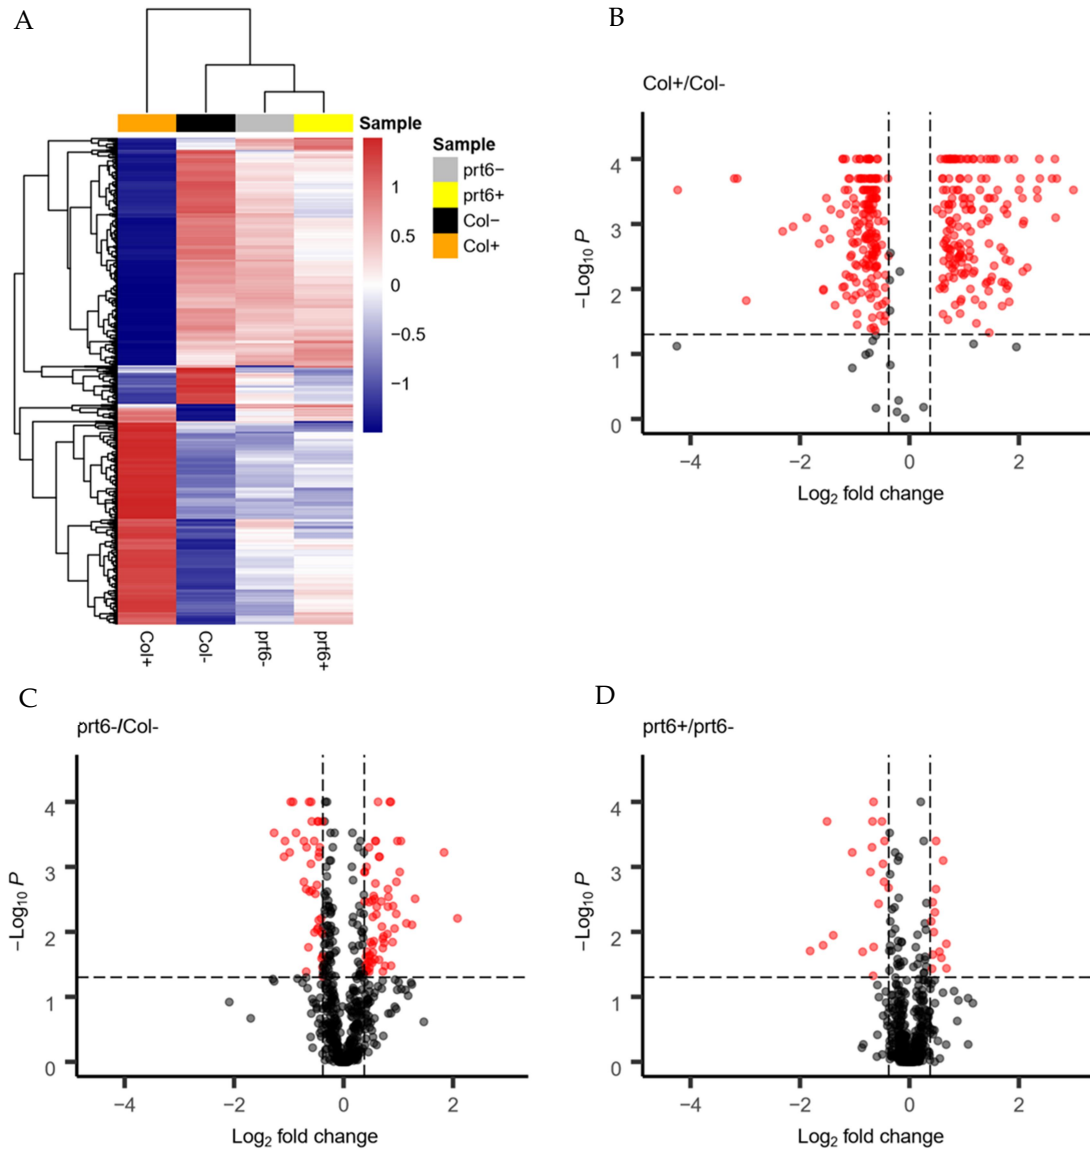 A
Sample
1
0.5
0
−0.5
−1
Sample
prt6−
prt6+
Col−
Col+
Col+
Col-
prt6-
prt6+
B
Col+/Col-
−Log10 P
4
3
2
1
0
−4
−2
0
2
Log2 fold change
C
prt6-/Col-
−Log10 P
4
3
2
1
0
−4
−2
0
2
Log2 fold change
D
prt6+/prt6-
−Log10 P
4
3
2
1
0
−4
−2
0
2
Log2 fold change